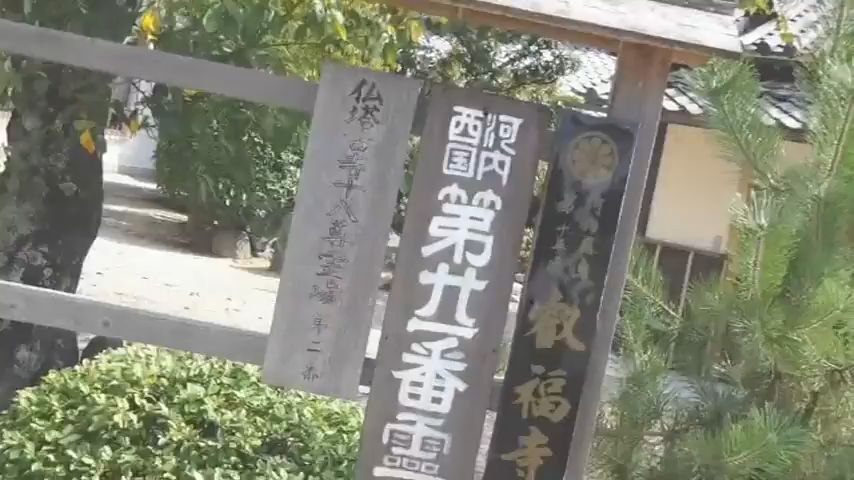 河内
西国
第廿一番霊
叡福寺
仏塔古寺十八尊霊場 第二番